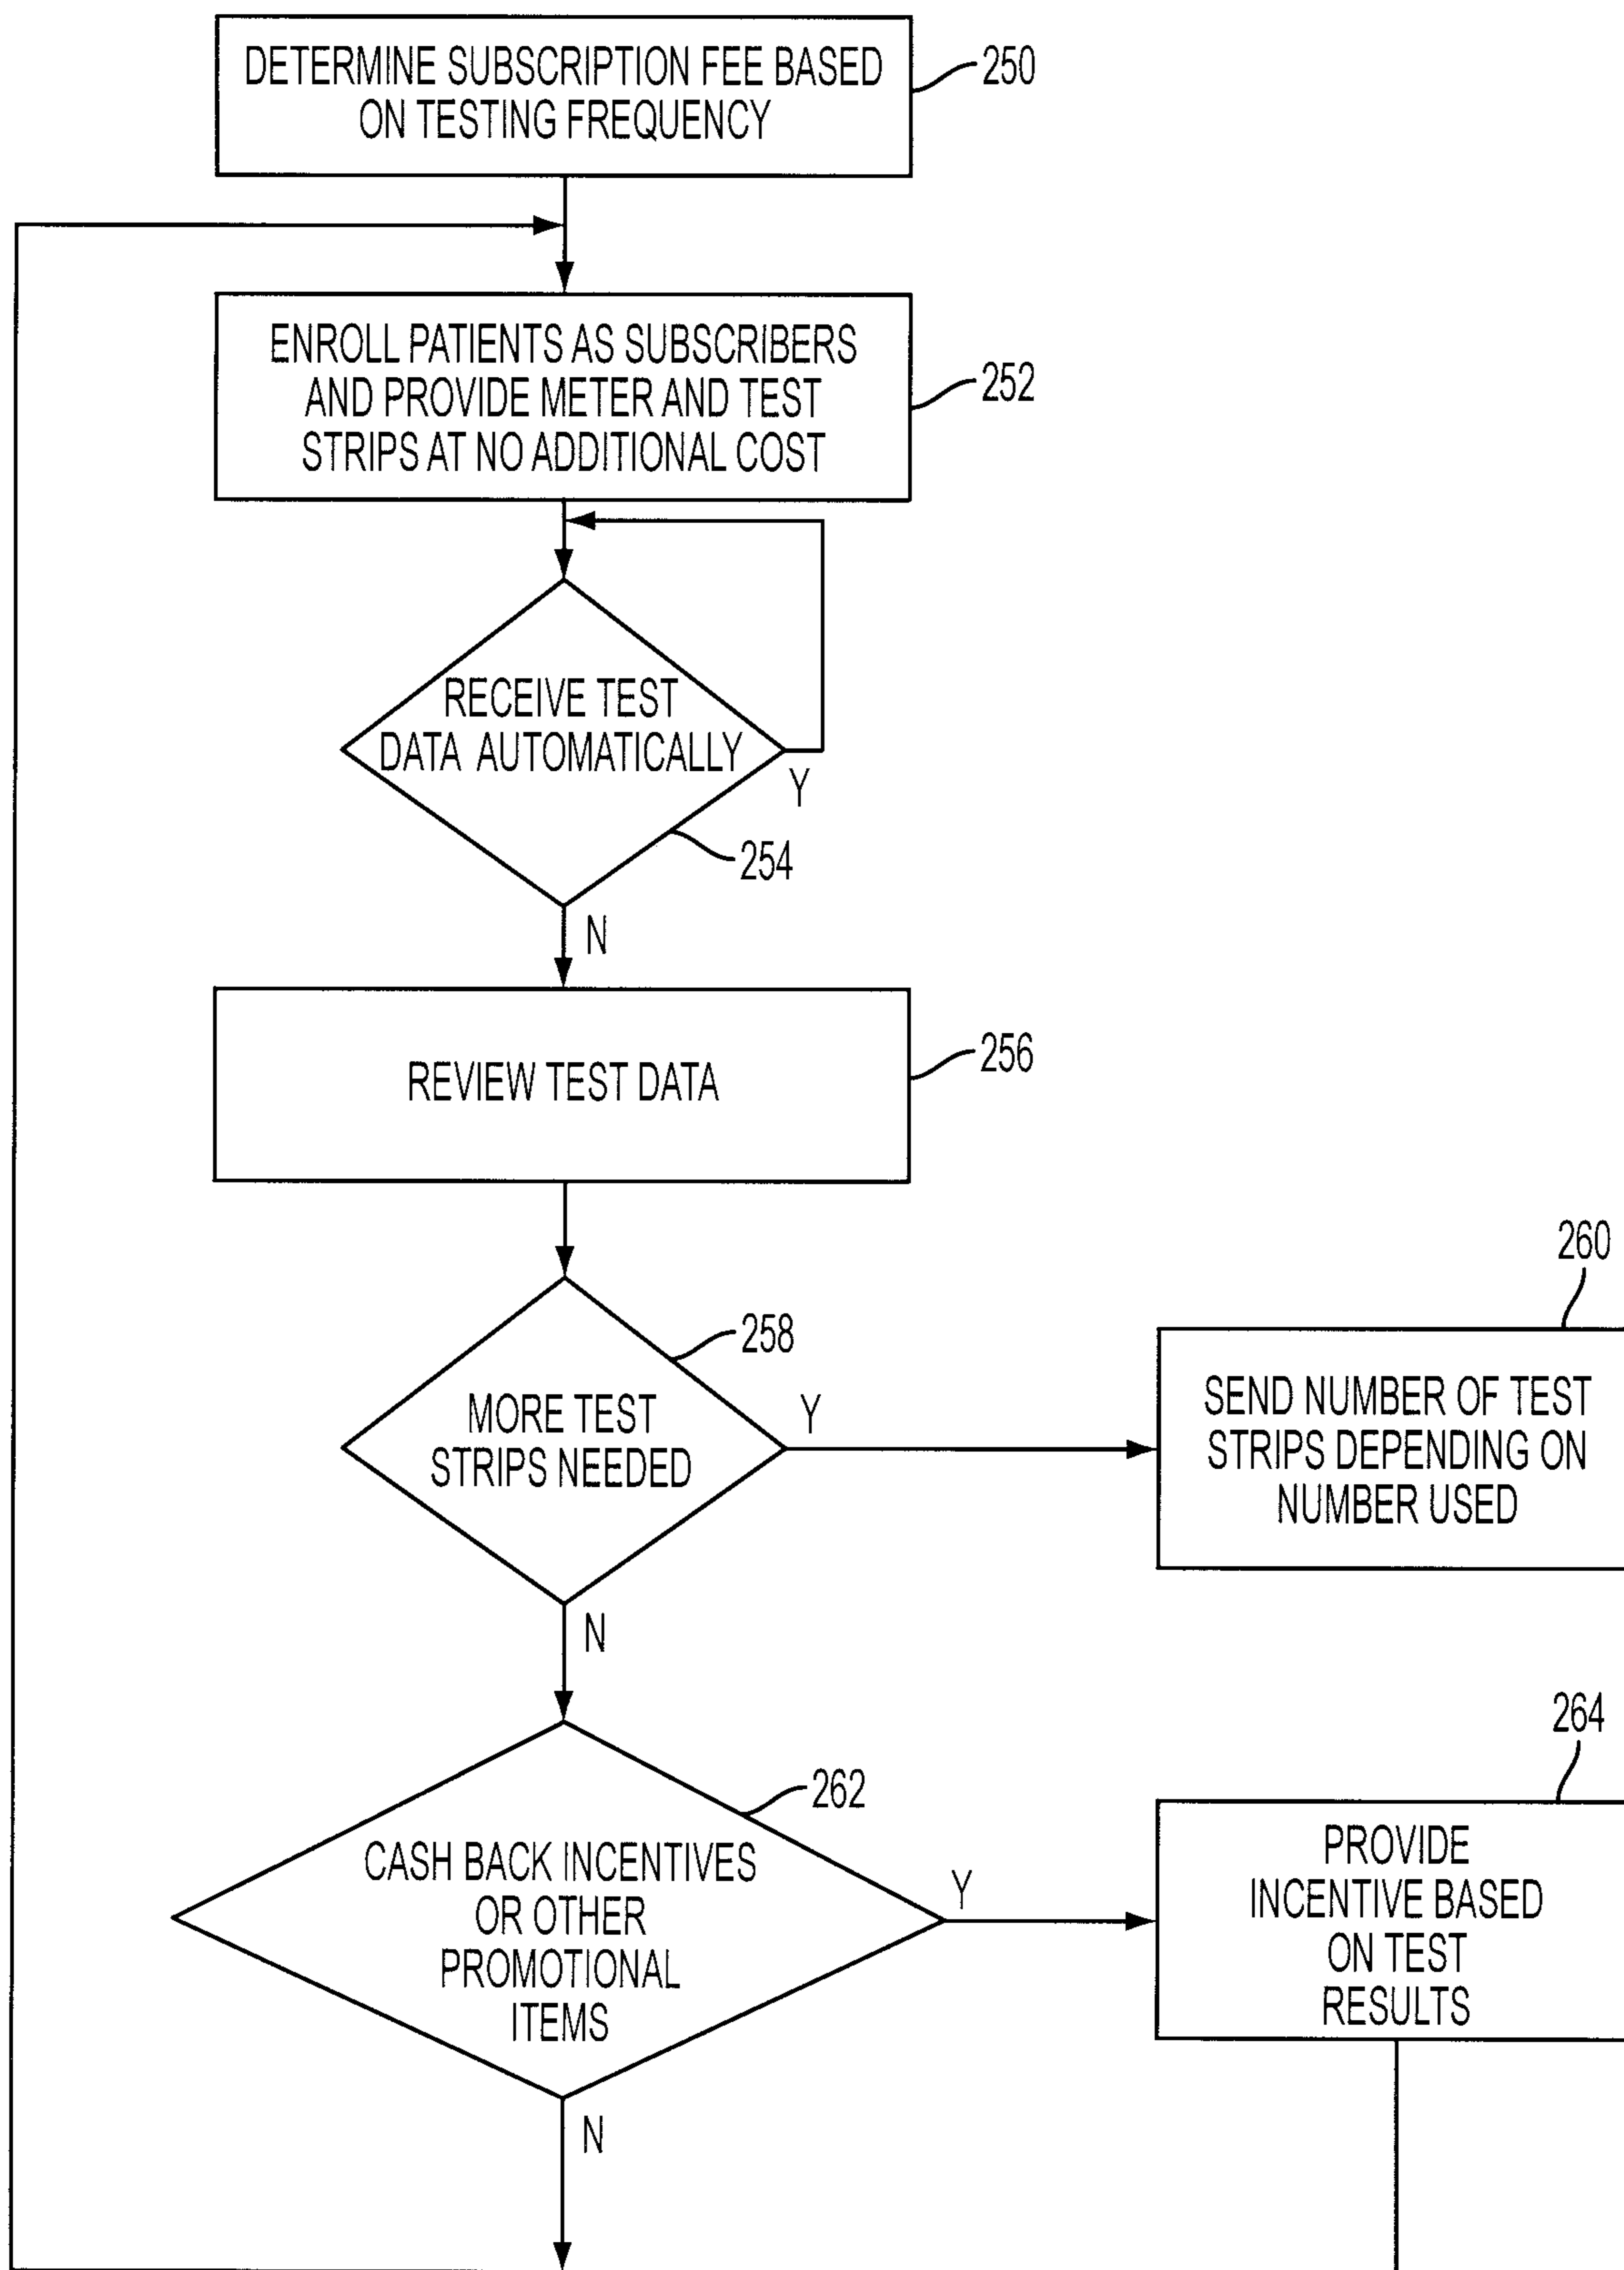 DETERMINE SUBSCRIPTION FEE BASED
ON TESTING FREQUENCY
250
ENROLL PATIENTS AS SUBSCRIBERS
AND PROVIDE METER AND TEST
STRIPS AT NO ADDITIONAL COST
252
RECEIVE TEST
DATA AUTOMATICALLY
Y
254
N
REVIEW TEST DATA
256
258
MORE TEST
STRIPS NEEDED
Y
260
SEND NUMBER OF TEST
STRIPS DEPENDING ON
NUMBER USED
N
262
CASH BACK INCENTIVES
OR OTHER
PROMOTIONAL
ITEMS
Y
264
PROVIDE
INCENTIVE BASED
ON TEST
RESULTS
N